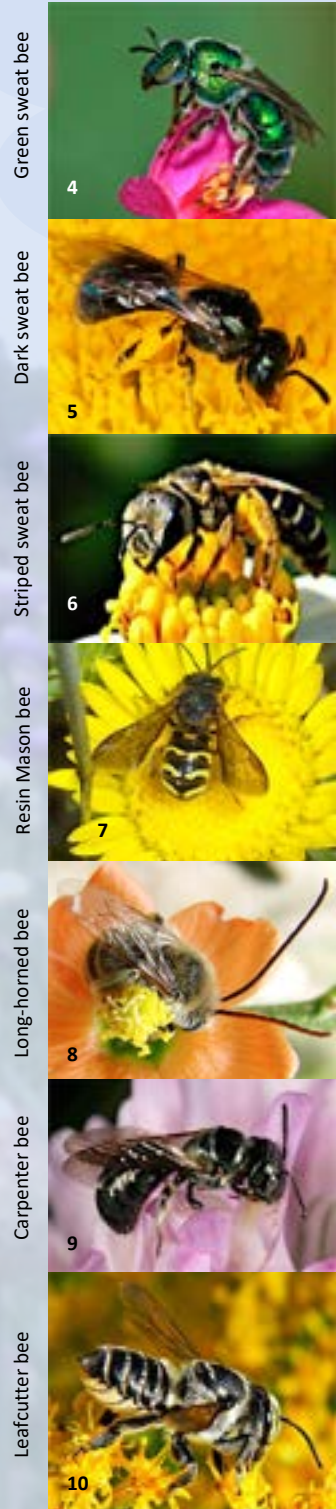 Green sweat bee
4
Dark sweat bee
5
Striped sweat bee
6
Resin Mason bee
7
Long-horned bee
8
Carpenter bee
9
Leafcutter bee
10